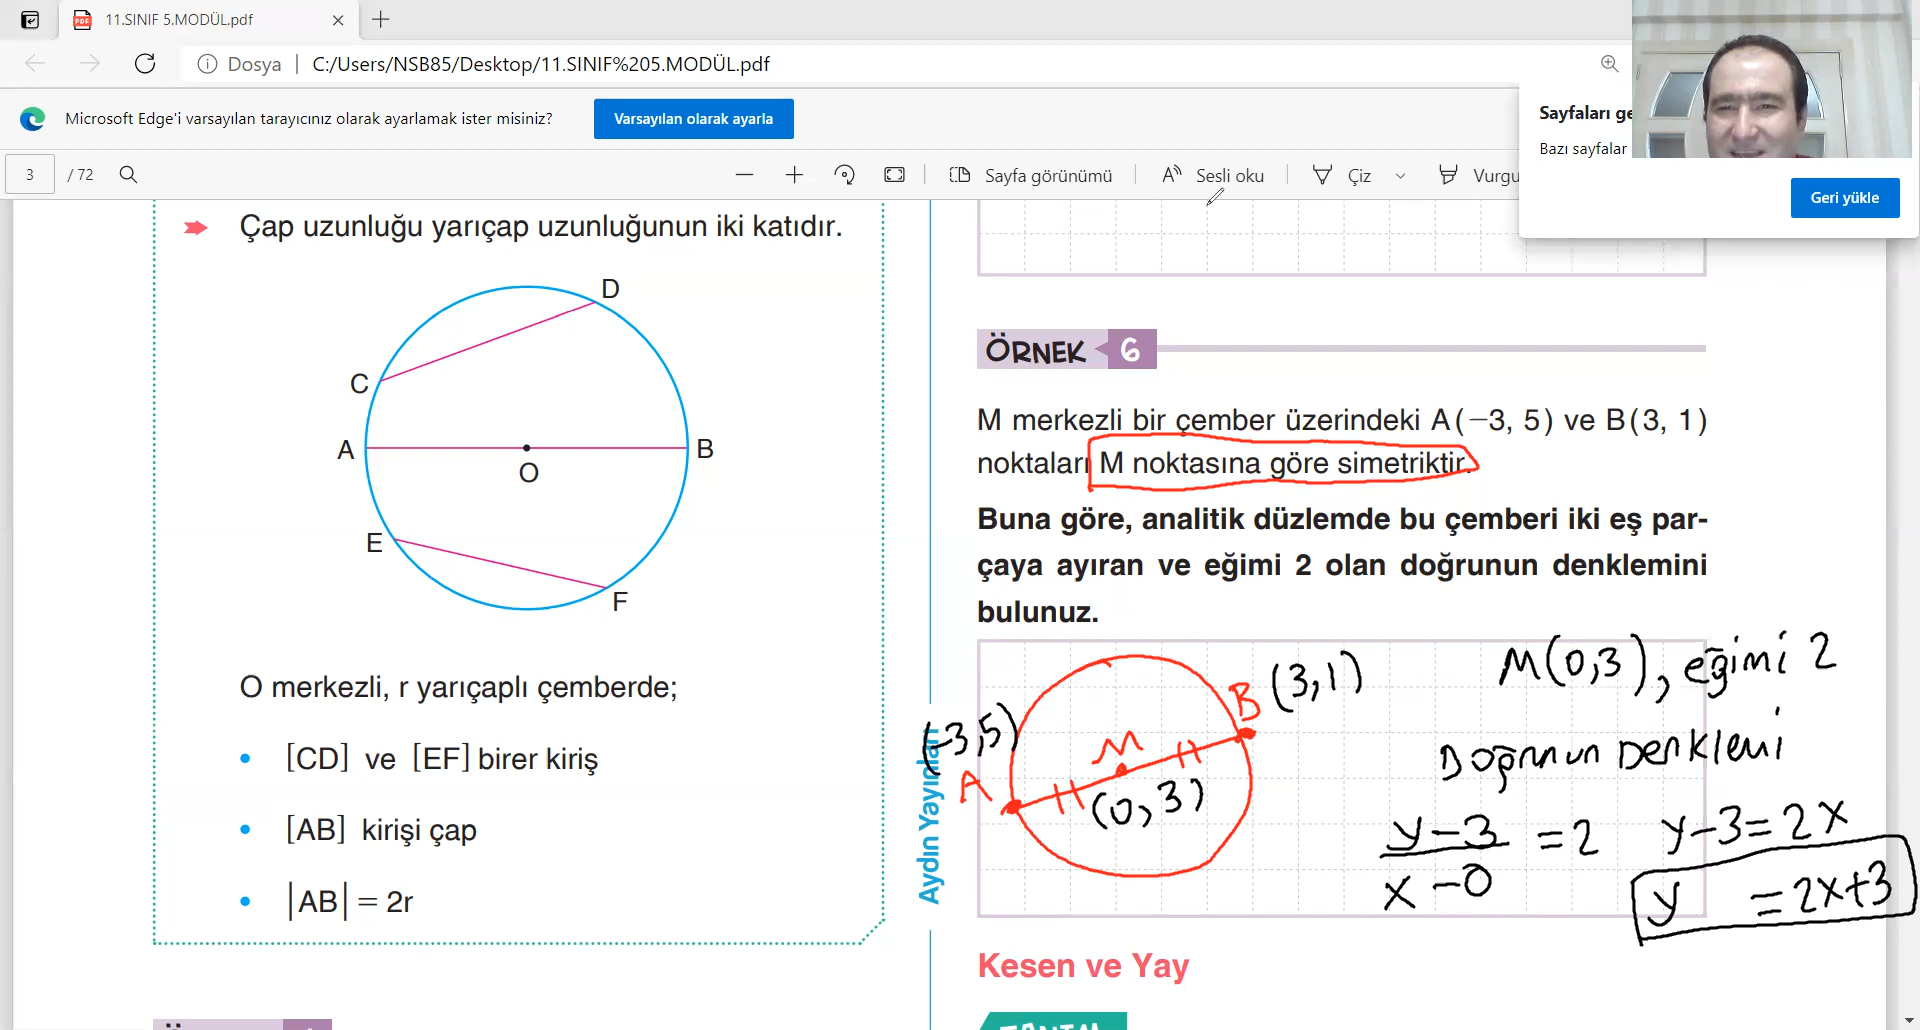 11.SINIF 5.MODÜL.pdf
Dosya | C:/Users/NSB85/Desktop/11.SINIF%205.MODÜL.pdf
Microsoft Edge'i varsayılan tarayıcınız olarak ayarlamak ister misiniz?
Varsayılan olarak ayarla
Sayfaları ge
Bazı sayfalar
Geri yükle
3 / 72
Sayfa görünümü
Sesli oku
Çiz
Vurgu
Çap uzunluğu yarıçap uzunluğunun iki katıdır.
D
C
A
B
O
E
F
O merkezli, r yarıçaplı çemberde;
• [CD] ve [EF] birer kiriş
• [AB] kirişi çap
• |AB| = 2r
Aydın Yayınları
ÖRNEK 6
M merkezli bir çember üzerindeki A(−3, 5) ve B(3, 1)
noktaları M noktasına göre simetriktir.
Buna göre, analitik düzlemde bu çemberi iki eş par-
çaya ayıran ve eğimi 2 olan doğrunun denklemini
bulunuz.
(-3,5)
A
M
(0,3)
B
(3,1)
M(0,3), eğimi 2
Doğrunun Denklemi
y-3
x-0
=2
y-3=2x
y =2x+3
Kesen ve Yay
TANIM